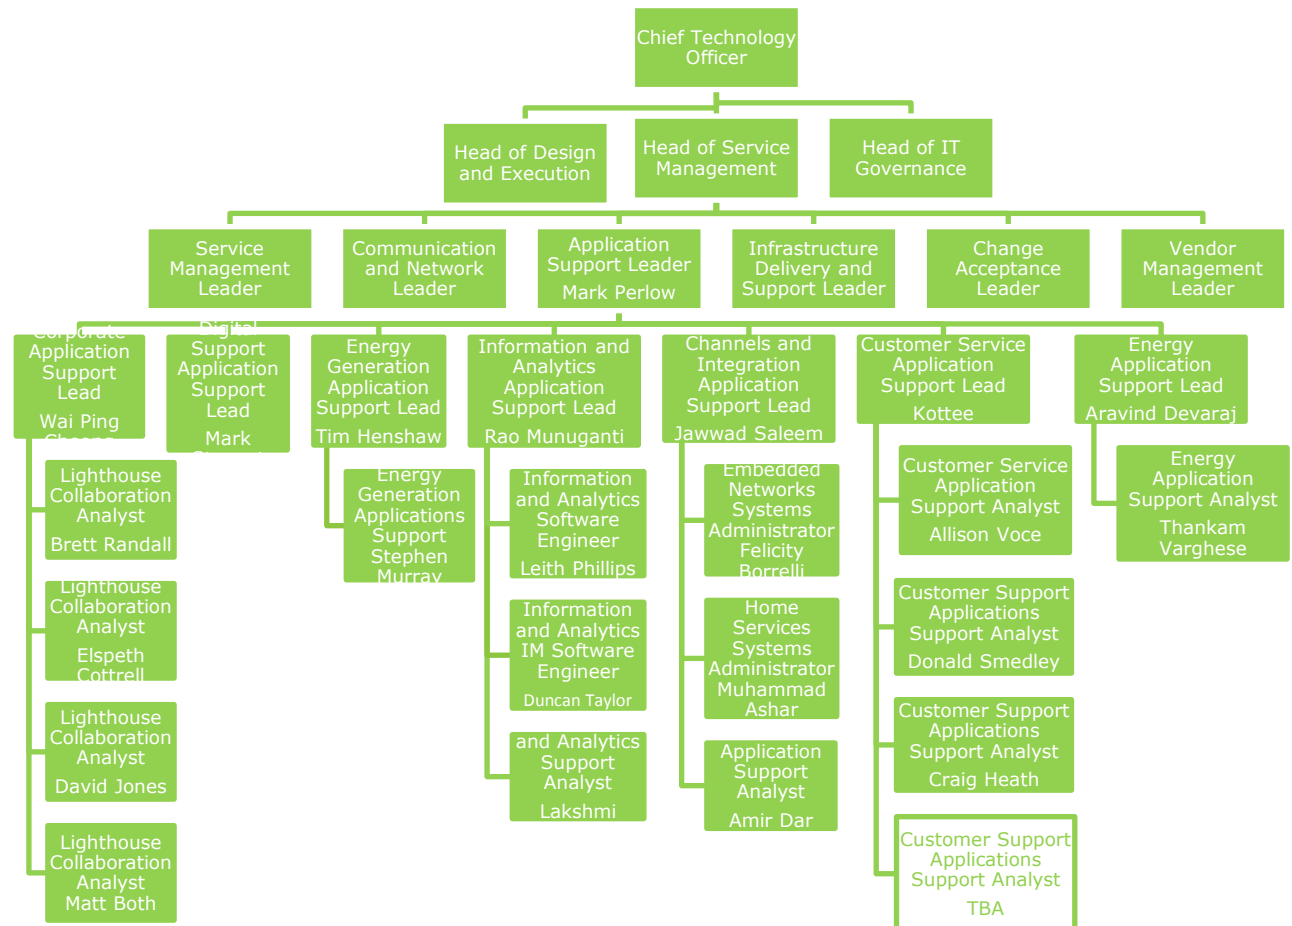 Chief Technology
Officer
Head of Design
and Execution
Head of Service
Management
Head of IT
Governance
Service
Management
Leader
Communication
and Network
Leader
Application
Support Leader
Mark Perlow
Infrastructure
Delivery and
Support Leader
Change
Acceptance
Leader
Vendor
Management
Leader
Corporate
Application
Support
Lead
Wai Ping
Lighthouse
Collaboration
Analyst
Brett Randall
Lighthouse
Collaboration
Analyst
Elspeth
Cottrell
Lighthouse
Collaboration
Analyst
David Jones
Lighthouse
Collaboration
Analyst
Matt Both
Digital
Support
Application
Support
Lead
Mark
Energy
Generation
Application
Support Lead
Tim Henshaw
Energy
Generation
Applications
Support
Stephen
Murray
Information and
Analytics
Application
Support Lead
Rao Munuganti
Information
and Analytics
Software
Engineer
Leith Phillips
Information
and Analytics
IM Software
Engineer
Duncan Taylor
and Analytics
Support
Analyst
Lakshmi
Channels and
Integration
Application
Support Lead
Jawwad Saleem
Embedded
Networks
Systems
Administrator
Felicity
Borrelli
Home
Services
Systems
Administrator
Muhammad
Ashar
Application
Support
Analyst
Amir Dar
Customer Service
Application
Support Lead
Kottee
Customer Service
Application
Support Analyst
Allison Voce
Customer Support
Applications
Support Analyst
Donald Smedley
Customer Support
Applications
Support Analyst
Craig Heath
Customer Support
Applications
Support Analyst
TBA
Energy
Application
Support Lead
Aravind Devaraj
Energy
Application
Support Analyst
Thankam
Varghese